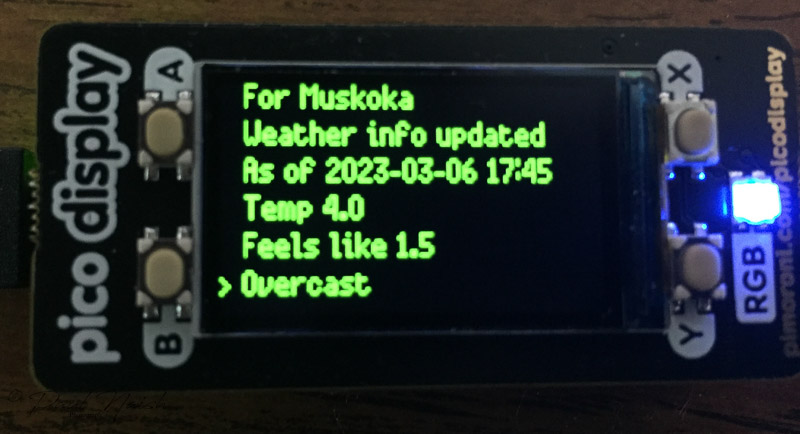 pico display
A
B
For Muskoka
Weather info updated
As of 2023-03-06 17:45
Temp 4.0
Feels like 1.5
> Overcast
X
Y
RGB
pimoroni.com/picodisplay